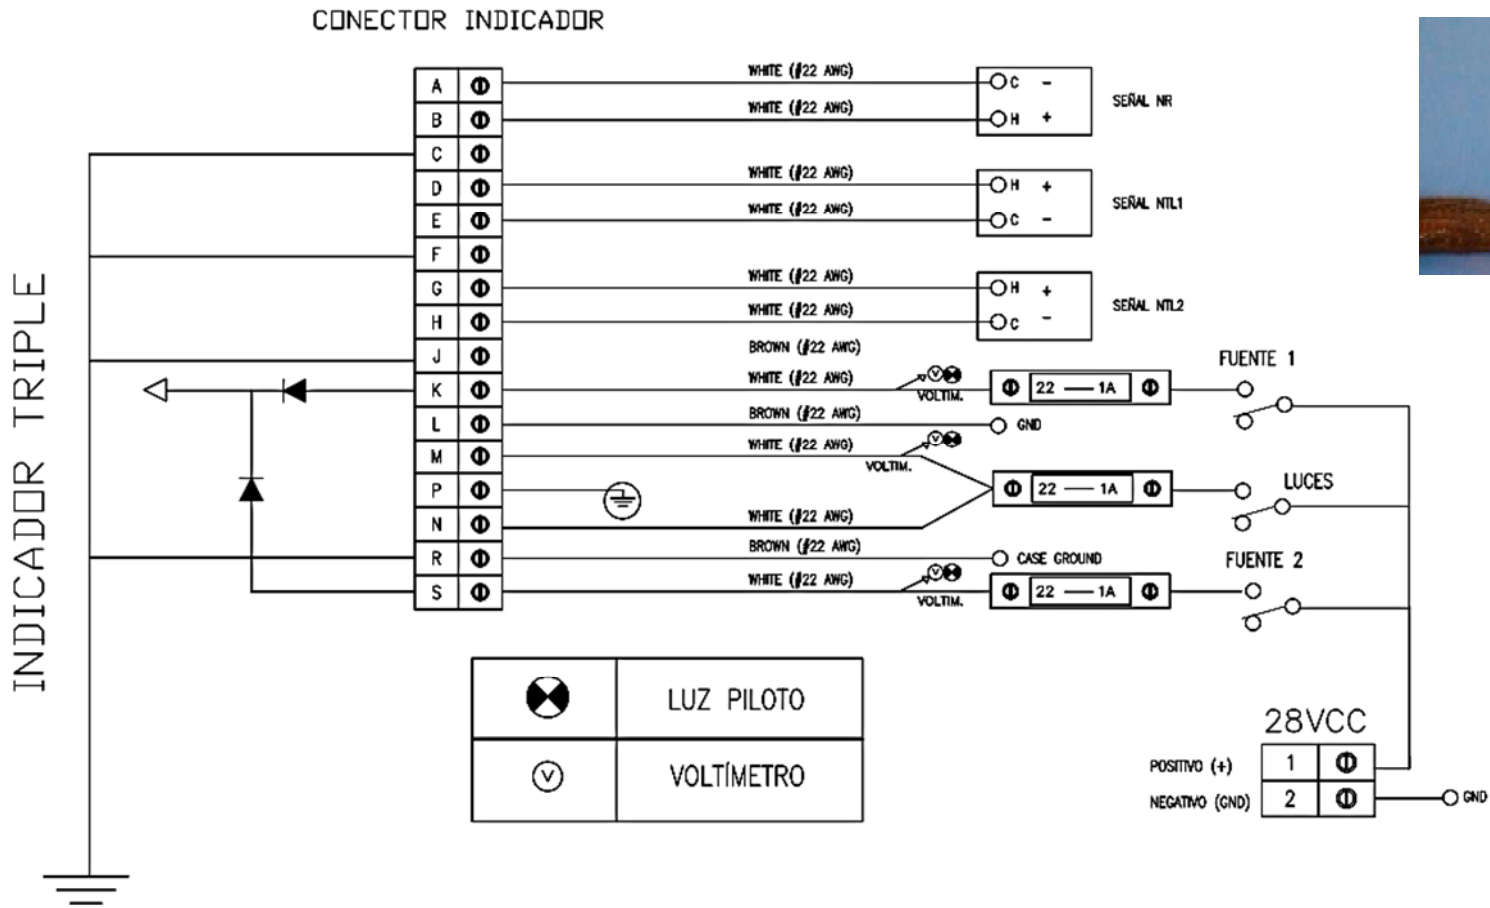 CONECTOR INDICADOR
INDICADOR TRIPLE
A
B
C
D
E
F
G
H
J
K
L
M
P
N
R
S
WHITE (#22 AWG)
WHITE (#22 AWG)
WHITE (#22 AWG)
WHITE (#22 AWG)
WHITE (#22 AWG)
WHITE (#22 AWG)
BROWN (#22 AWG)
WHITE (#22 AWG)
BROWN (#22 AWG)
WHITE (#22 AWG)
WHITE (#22 AWG)
BROWN (#22 AWG)
WHITE (#22 AWG)
C -
H +
SEÑAL NR
H +
C -
SEÑAL NTL1
H +
C -
SEÑAL NTL2
V
VOLTIM.
22 1A
FUENTE 1
GND
V
VOLTIM.
22 1A
LUCES
CASE GROUND
V
VOLTIM.
22 1A
FUENTE 2
LUZ PILOTO
V
VOLTÍMETRO
28VCC
POSITIVO (+) 1
NEGATIVO (GND) 2
GND